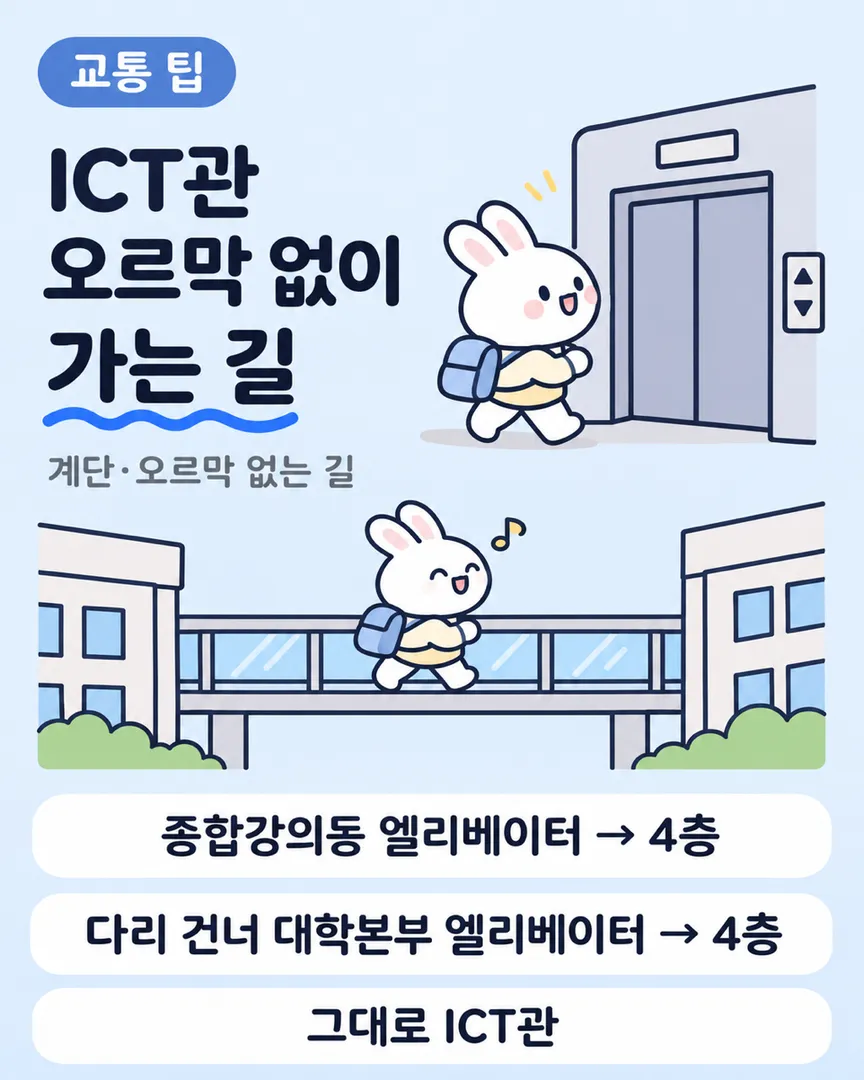 교통 팁
ICT관
오르막 없이
가는 길
계단·오르막 없는 길
종합강의동 엘리베이터 → 4층
다리 건너 대학본부 엘리베이터 → 4층
그대로 ICT관